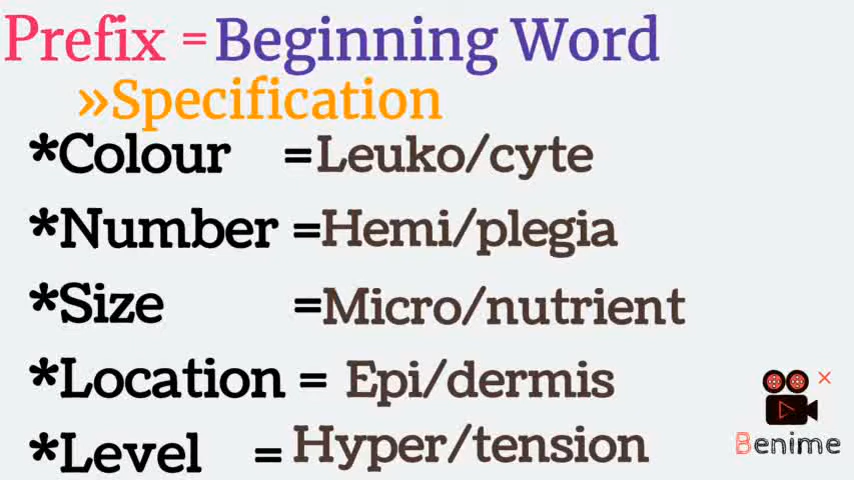 Prefix = Beginning Word
»Specification
*Colour =Leuko/cyte
*Number =Hemi/plegia
*Size =Micro/nutrient
*Location = Epi/dermis
*Level = Hyper/tension
Benime